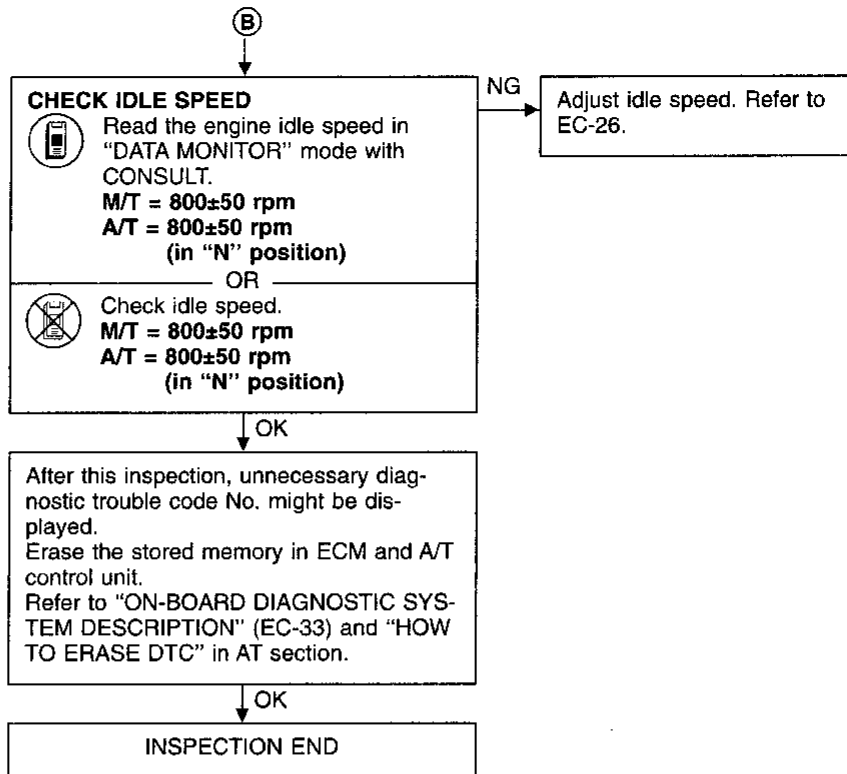 B
CHECK IDLE SPEED
Read the engine idle speed in
"DATA MONITOR" mode with
CONSULT.
M/T = 800±50 rpm
A/T = 800±50 rpm
(in "N" position)
OR
Check idle speed.
M/T = 800±50 rpm
A/T = 800±50 rpm
(in "N" position)
NG
Adjust idle speed. Refer to
EC-26.
OK
After this inspection, unnecessary diag-
nostic trouble code No. might be dis-
played.
Erase the stored memory in ECM and A/T
control unit.
Refer to "ON-BOARD DIAGNOSTIC SYS-
TEM DESCRIPTION" (EC-33) and "HOW
TO ERASE DTC" in AT section.
OK
INSPECTION END